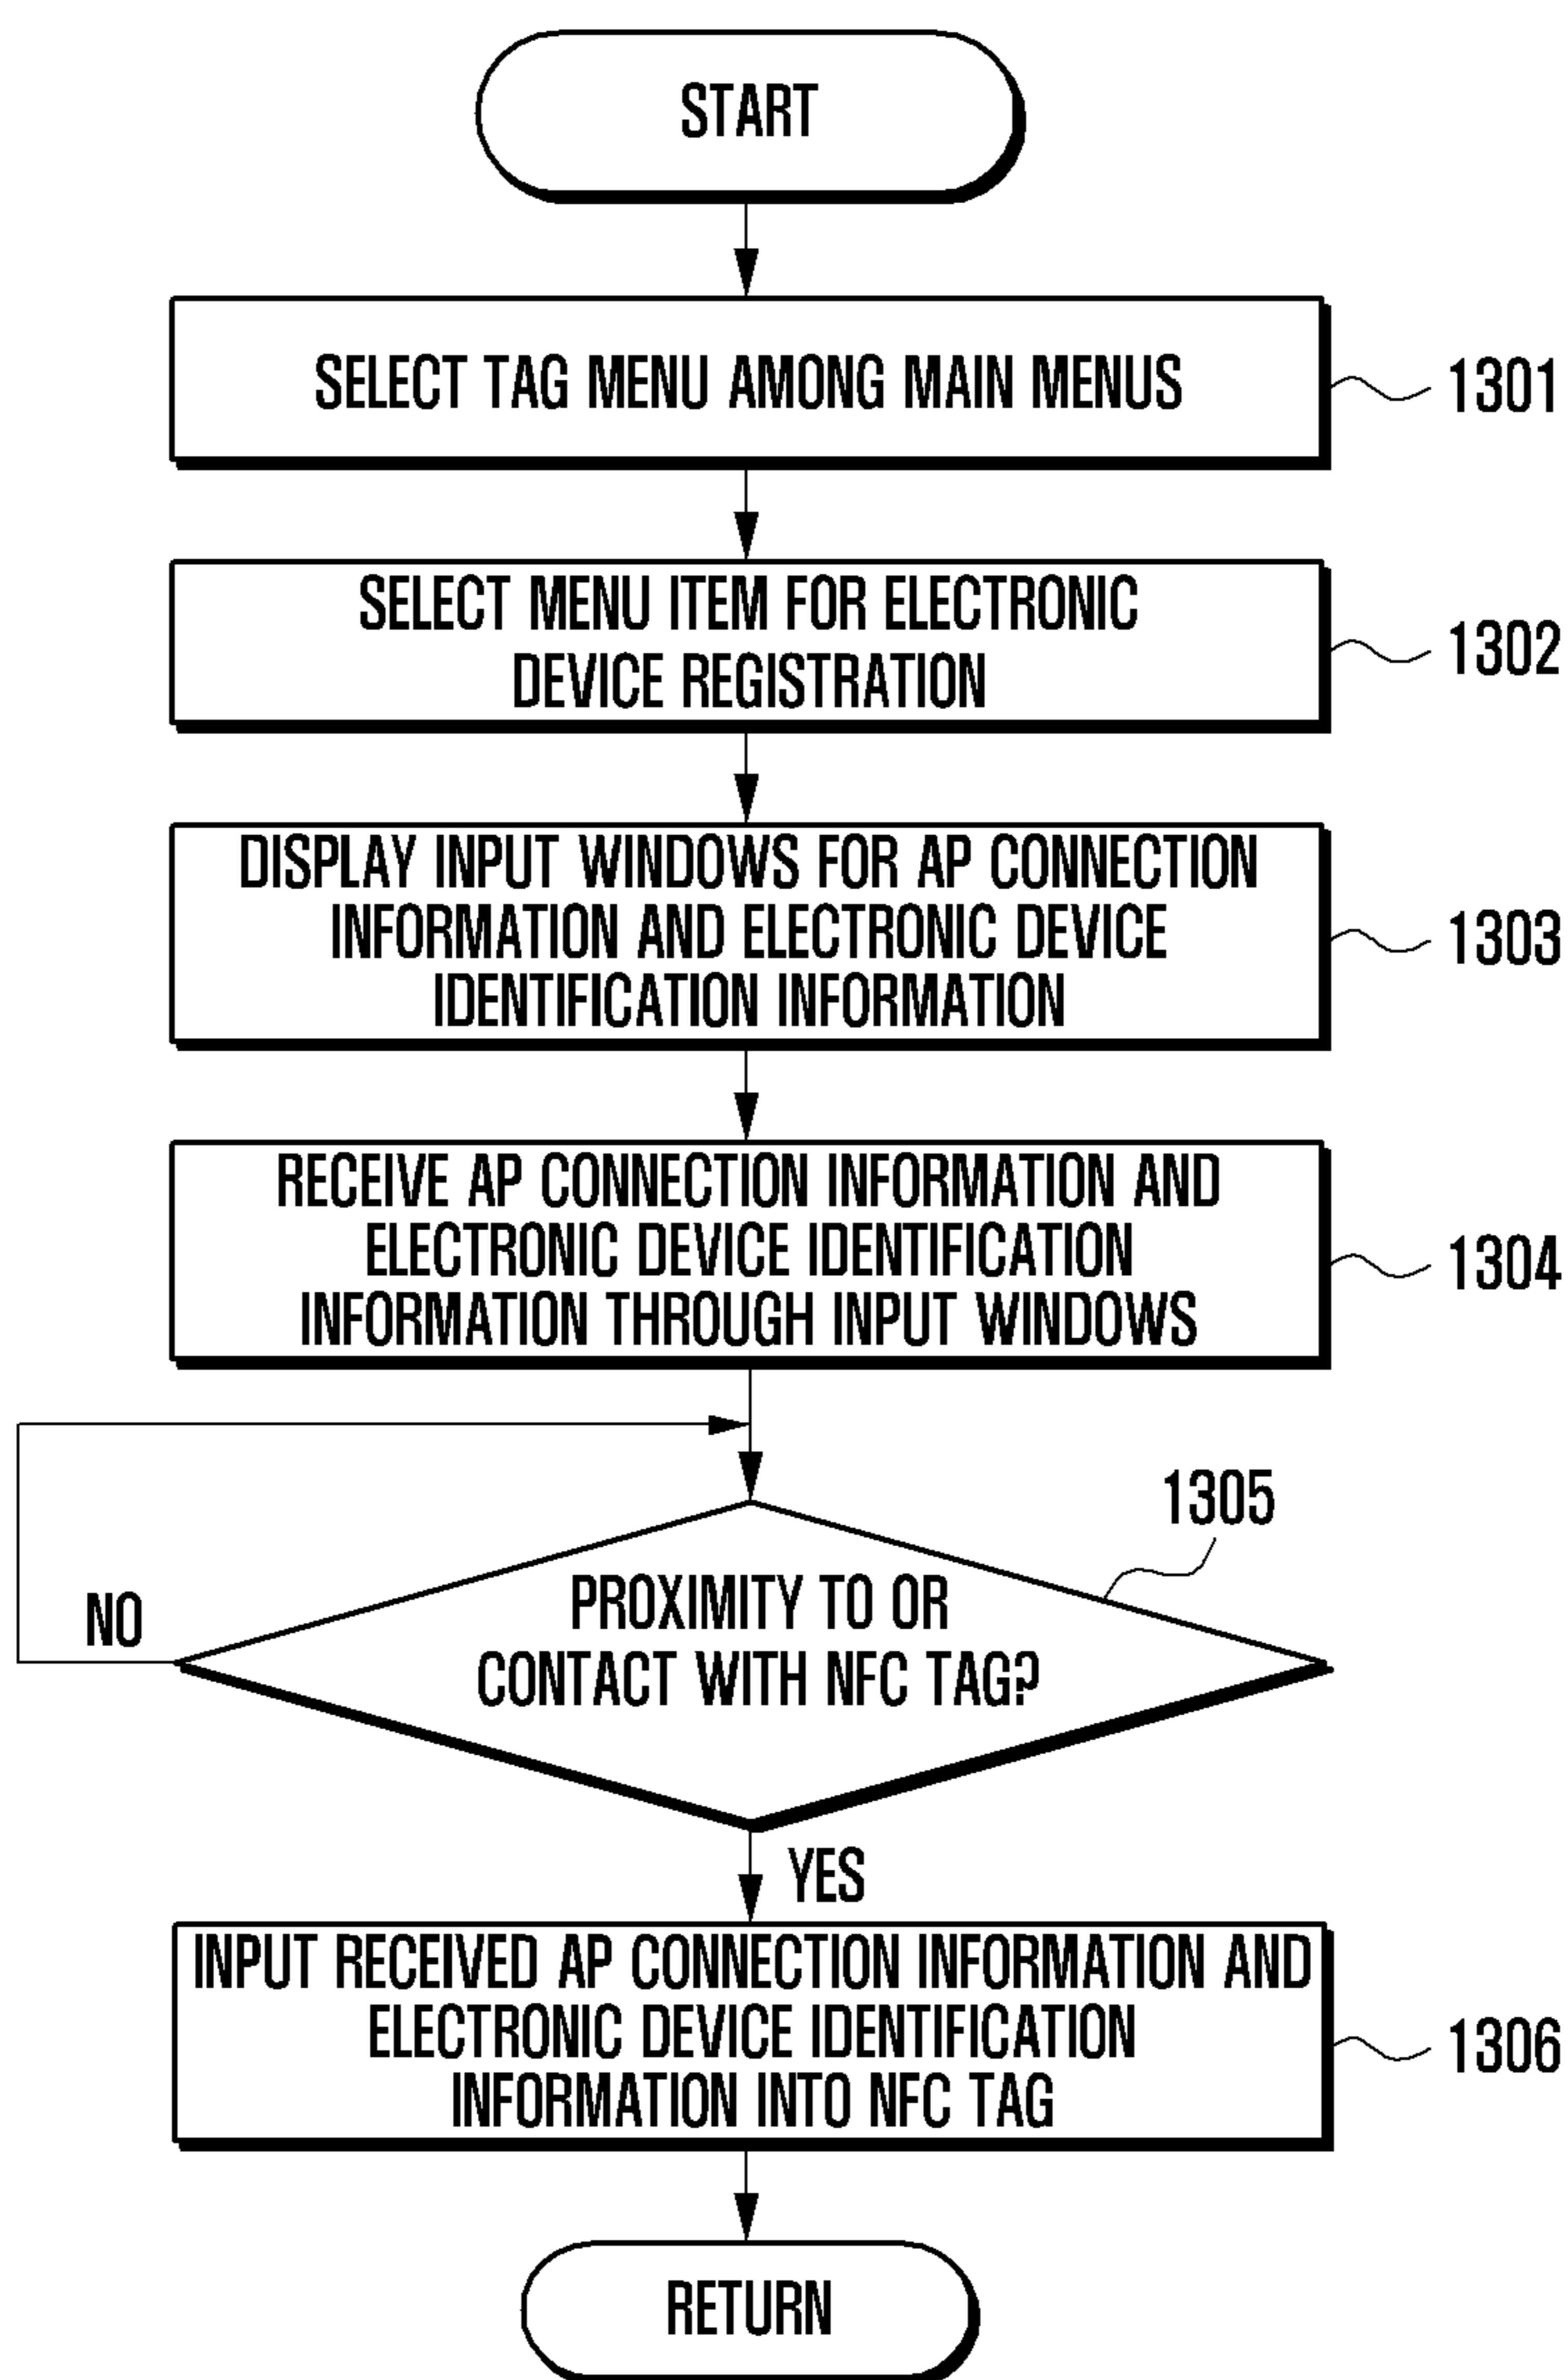 START
SELECT TAG MENU AMONG MAIN MENUS
1301
SELECT MENU ITEM FOR ELECTRONIC
DEVICE REGISTRATION
1302
DISPLAY INPUT WINDOWS FOR AP CONNECTION
INFORMATION AND ELECTRONIC DEVICE
IDENTIFICATION INFORMATION
1303
RECEIVE AP CONNECTION INFORMATION AND
ELECTRONIC DEVICE IDENTIFICATION
INFORMATION THROUGH INPUT WINDOWS
1304
1305
PROXIMITY TO OR
CONTACT WITH NFC TAG?
NO
YES
INPUT RECEIVED AP CONNECTION INFORMATION AND
ELECTRONIC DEVICE IDENTIFICATION
INFORMATION INTO NFC TAG
1306
RETURN